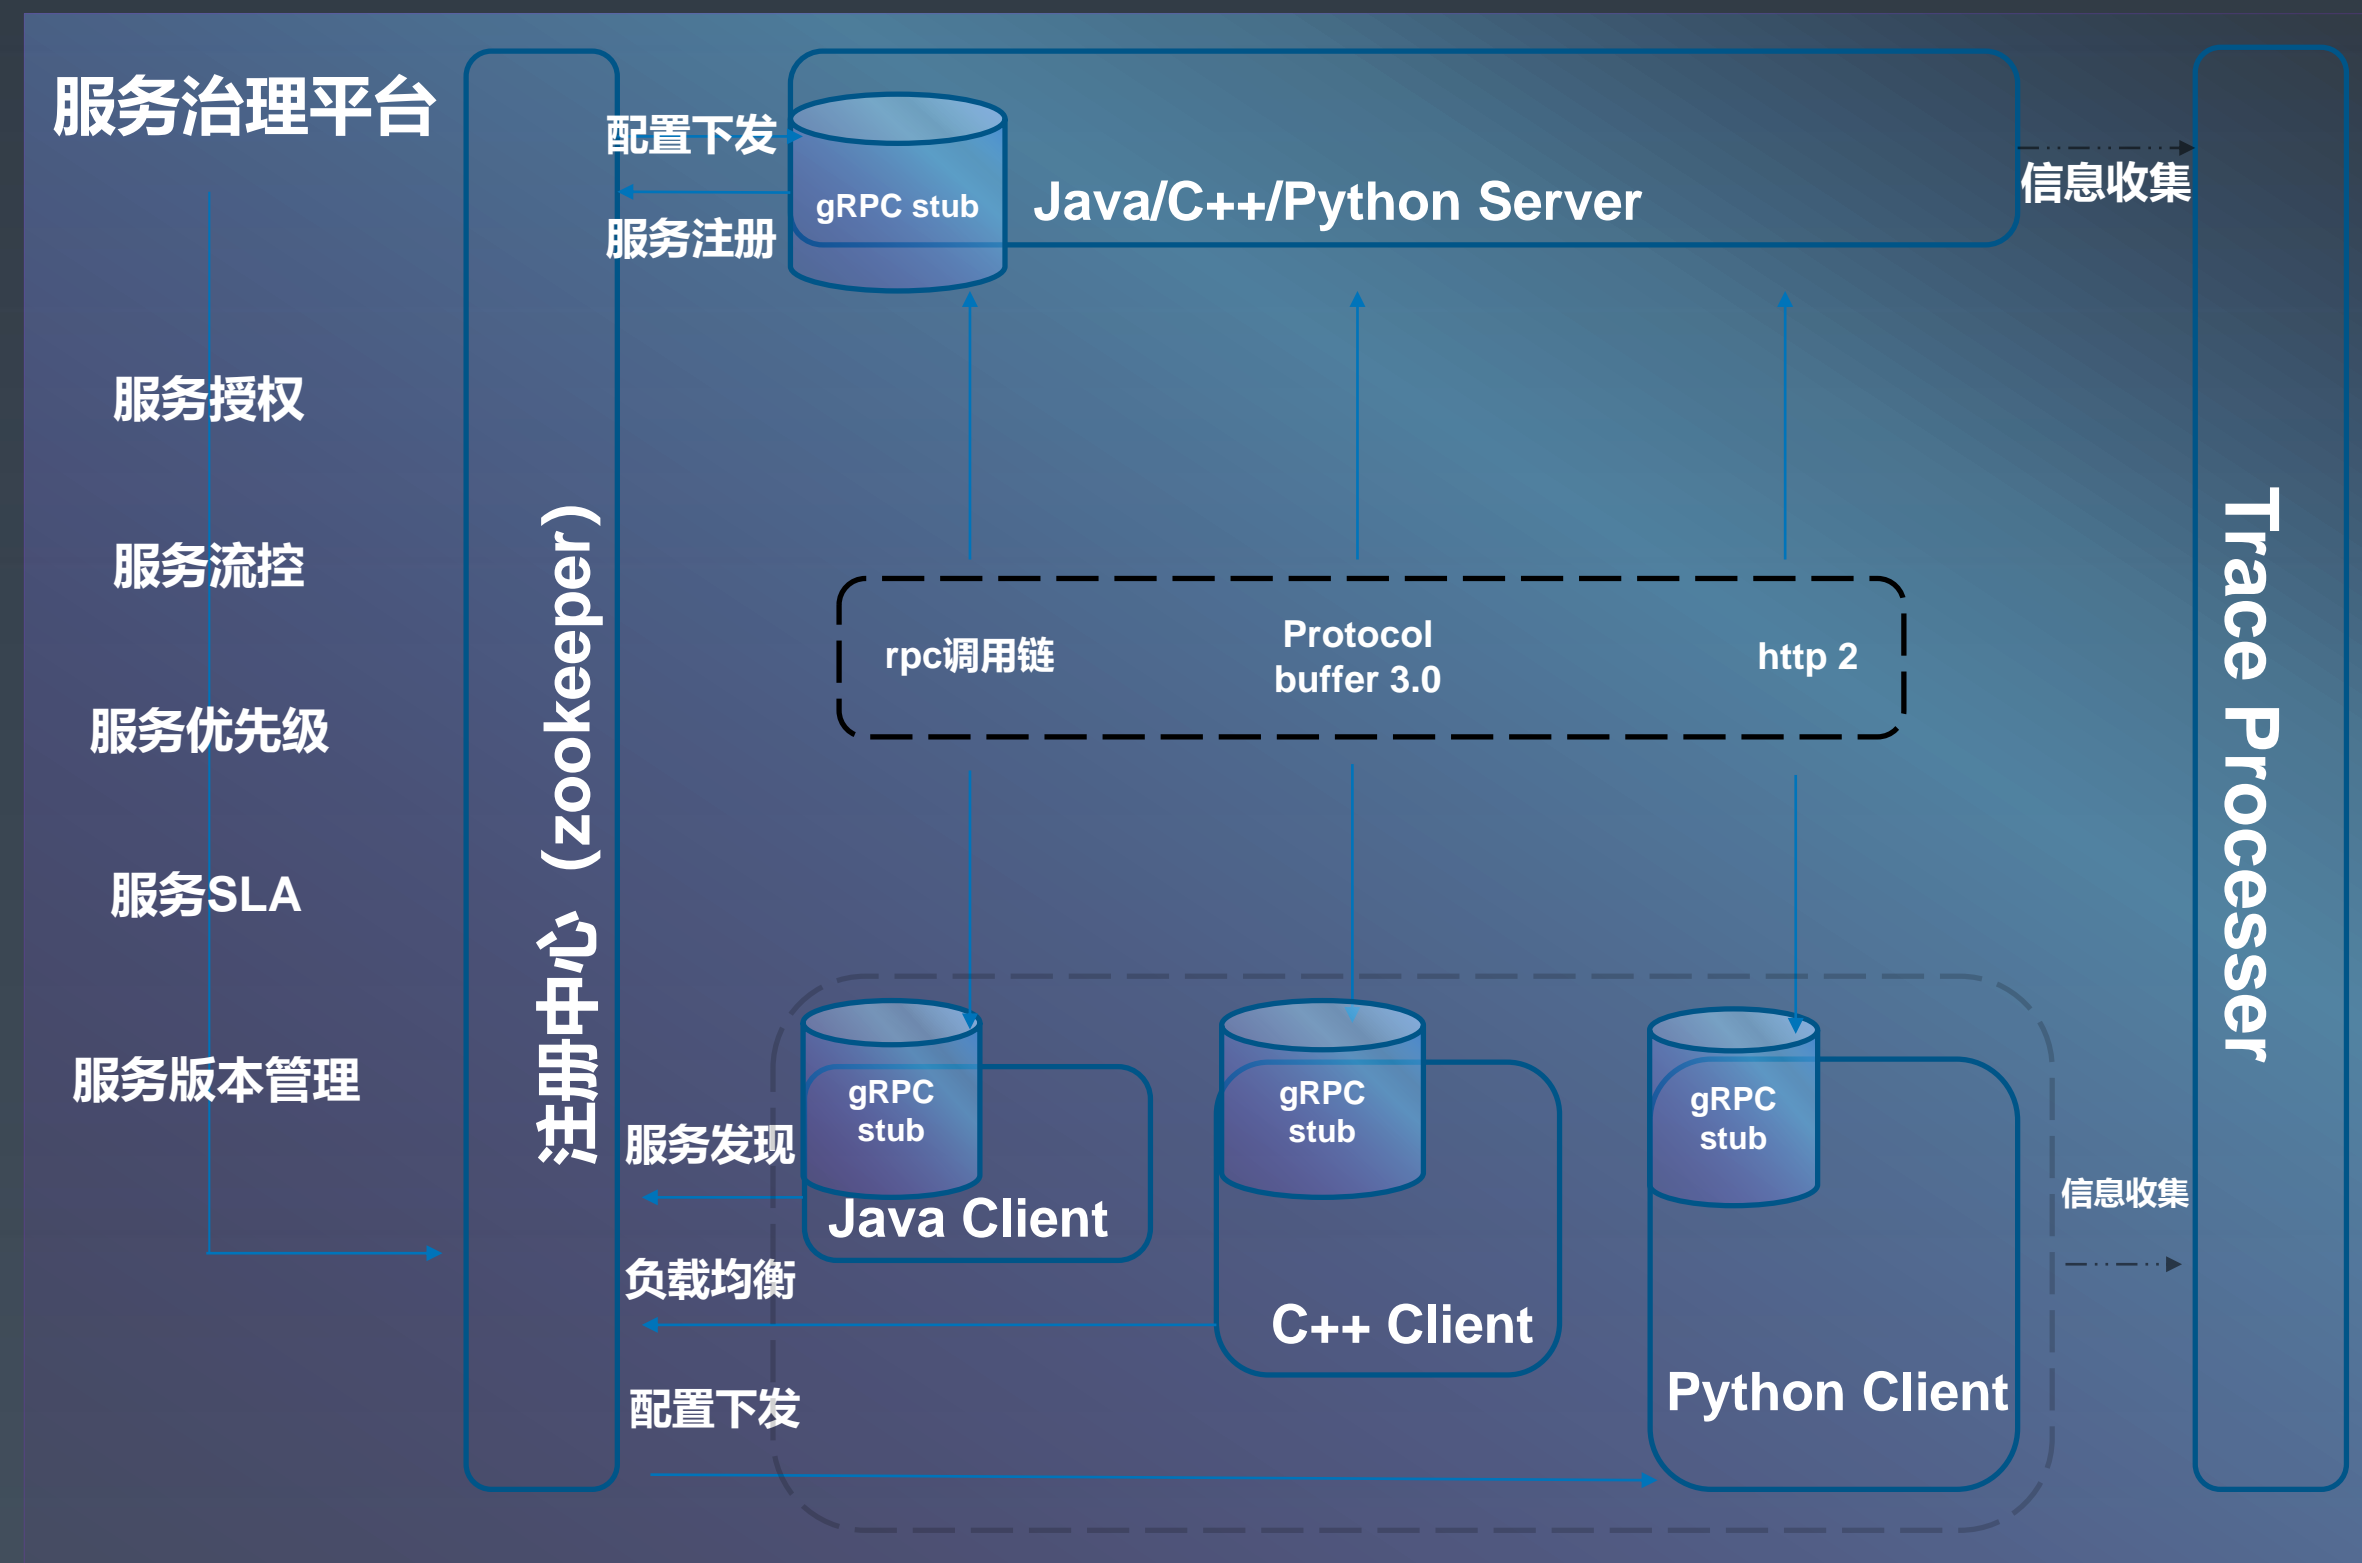 服务治理平台
服务授权
服务流控
服务优先级
服务SLA
服务版本管理
注册中心（zookeeper）
配置下发
服务注册
gRPC stub
Java/C++/Python Server
信息收集
rpc调用链
Protocol
buffer 3.0
http 2
gRPC
stub
Java Client
gRPC
stub
C++ Client
gRPC
stub
Python Client
服务发现
负载均衡
配置下发
信息收集
Trace Processer